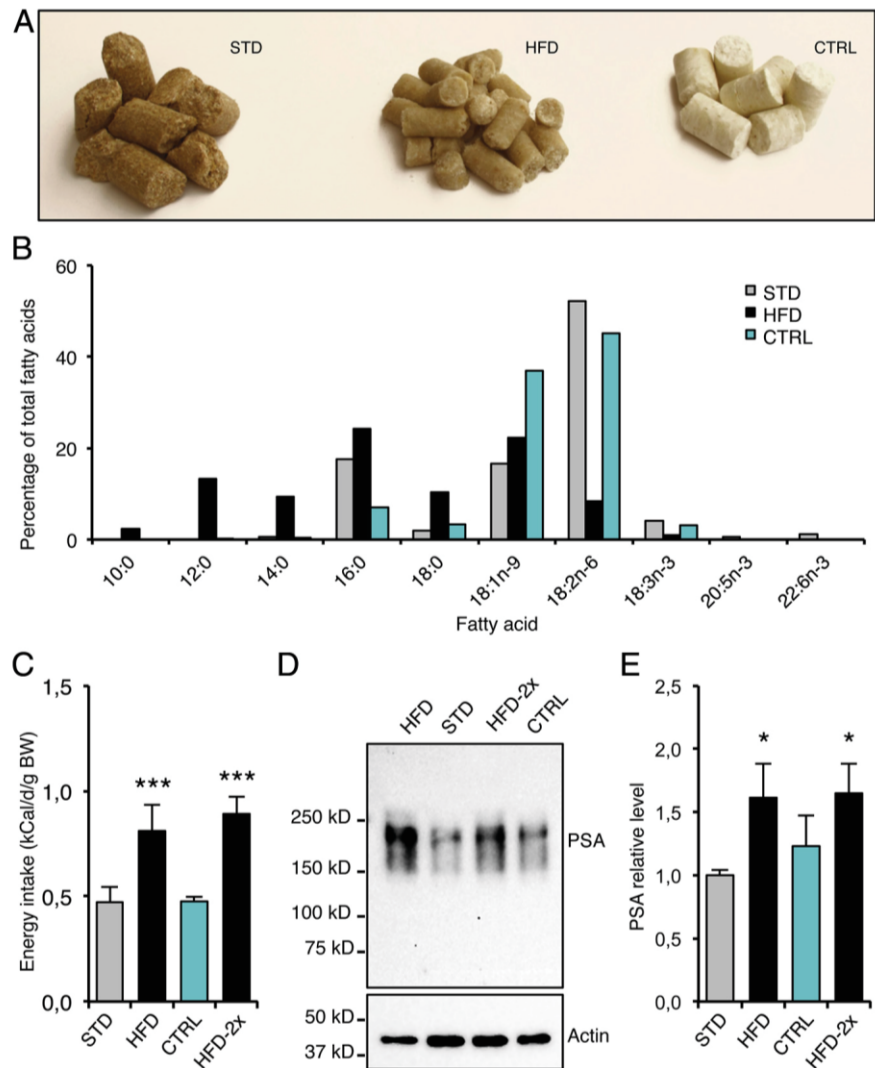 A
STD
HFD
CTRL
B
Percentage of total fatty acids
60
40
20
0
STD
HFD
CTRL
10:0
12:0
14:0
16:0
18:0
18:1n-9
18:2n-6
18:3n-3
20:5n-3
22:6n-3
Fatty acid
C
Energy intake (kCal/d/g BW)
1,5
1,0
0,5
0,0
***
***
STD
HFD
CTRL
HFD-2x
D
HFD
STD
HFD-2x
CTRL
250 kD
150 kD
100 kD
75 kD
PSA
50 kD
37 kD
Actin
E
PSA relative level
2,5
2,0
1,5
1,0
0,5
0,0
*
*
STD
HFD
CTRL
HFD-2x